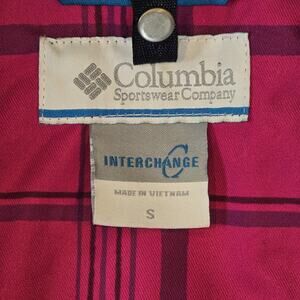 Columbia
Sportswear Company
INTERCHANGE
MADE IN VIETNAM
S